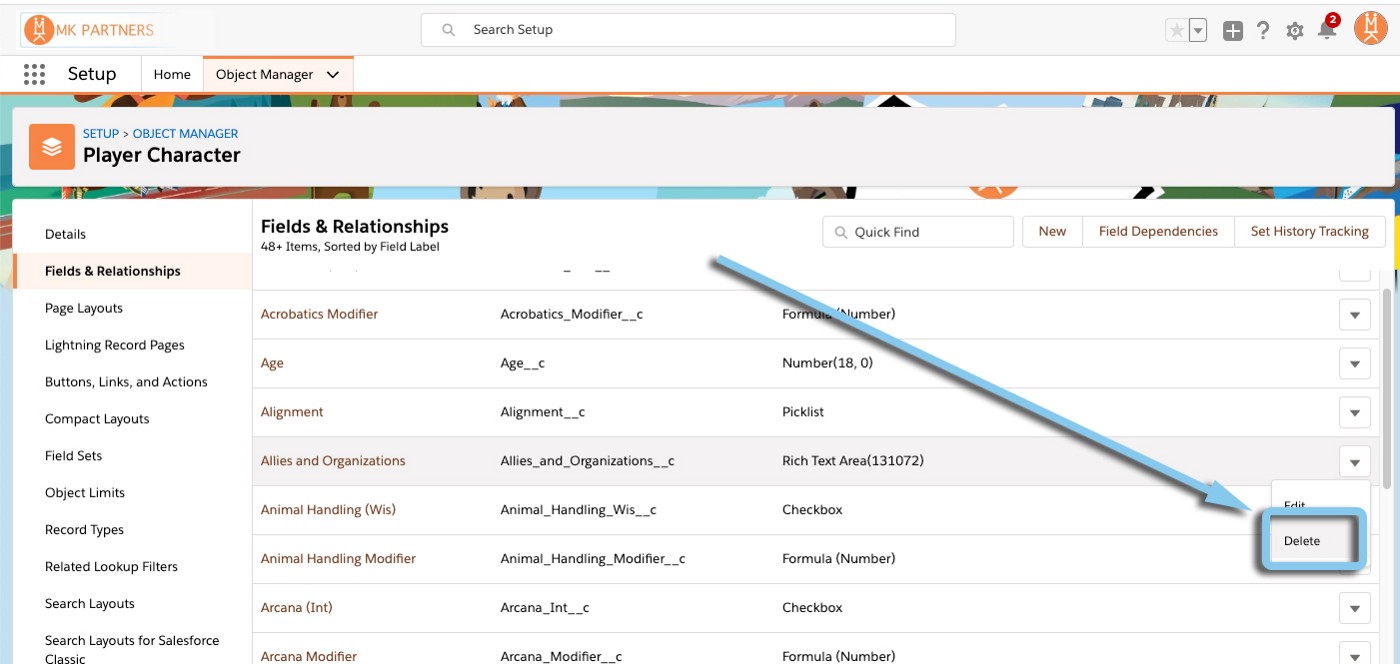 MK PARTNERS
Search Setup
2
Setup
Home
Object Manager
SETUP > OBJECT MANAGER
Player Character
Details
Fields & Relationships
Page Layouts
Lightning Record Pages
Buttons, Links, and Actions
Compact Layouts
Field Sets
Object Limits
Record Types
Related Lookup Filters
Search Layouts
Search Layouts for Salesforce
Classic
Fields & Relationships
48+ Items, Sorted by Field Label
Quick Find
New
Field Dependencies
Set History Tracking
Acrobatics Modifier Acrobatics_Modifier__c Formula (Number)
Age Age__c Number(18, 0)
Alignment Alignment__c Picklist
Allies and Organizations Allies_and_Organizations__c Rich Text Area(131072)
Edit
Delete
Animal Handling (Wis) Animal_Handling_Wis__c Checkbox
Animal Handling Modifier Animal_Handling_Modifier__c Formula (Number)
Arcana (Int) Arcana_Int__c Checkbox
Arcana Modifier Arcana_Modifier__c Formula (Number)